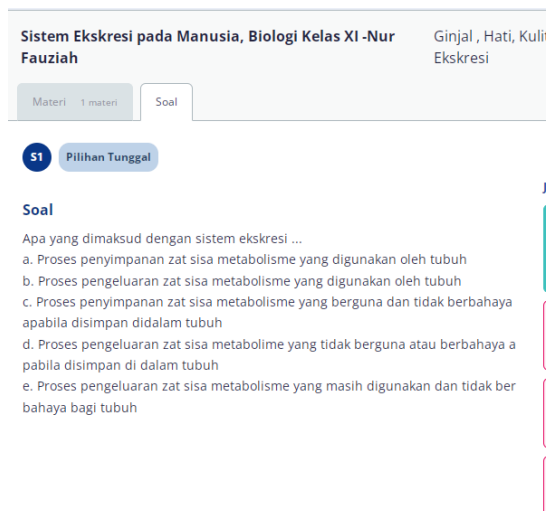 Sistem Ekskresi pada Manusia, Biologi Kelas XI -Nur
Fauziah
Ginjal , Hati, Kulit
Ekskresi
Materi 1 materi
Soal
S1 Pilihan Tunggal
Soal
Apa yang dimaksud dengan sistem ekskresi ...
a. Proses penyimpanan zat sisa metabolisme yang digunakan oleh tubuh
b. Proses pengeluaran zat sisa metabolisme yang digunakan oleh tubuh
c. Proses penyimpanan zat sisa metabolisme yang berguna dan tidak berbahaya
apabila disimpan didalam tubuh
d. Proses pengeluaran zat sisa metabolime yang tidak berguna atau berbahaya a
pabila disimpan di dalam tubuh
e. Proses pengeluaran zat sisa metabolisme yang masih digunakan dan tidak ber
bahaya bagi tubuh